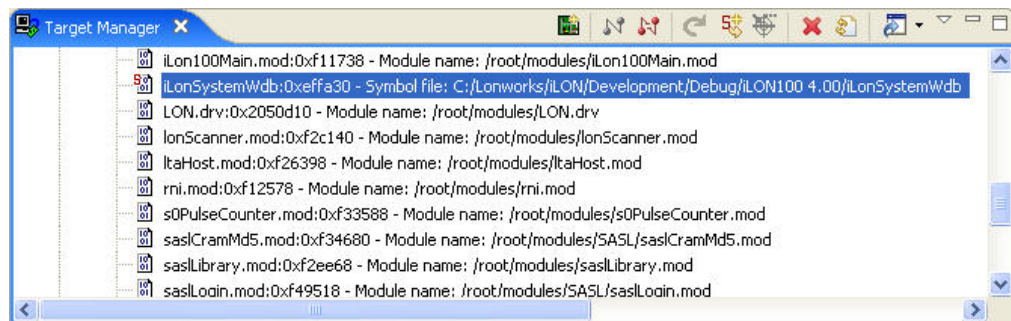 Target Manager
iLon100Main.mod:0xf11738 - Module name: /root/modules/iLon100Main.mod
iLonSystemWdb:0xeffa30 - Symbol file: C:/Lonworks/iLON/Development/Debug/iLON100 4.00/iLonSystemWdb
LON.drv:0x2050d10 - Module name: /root/modules/LON.drv
lonScanner.mod:0xf2c140 - Module name: /root/modules/lonScanner.mod
ltaHost.mod:0xf26398 - Module name: /root/modules/ltaHost.mod
rni.mod:0xf12578 - Module name: /root/modules/rni.mod
s0PulseCounter.mod:0xf33588 - Module name: /root/modules/s0PulseCounter.mod
saslCramMd5.mod:0xf34680 - Module name: /root/modules/SASL/saslCramMd5.mod
saslLibrary.mod:0xf2ee68 - Module name: /root/modules/saslLibrary.mod
saslLogin.mod:0xf49518 - Module name: /root/modules/SASL/saslLogin.mod